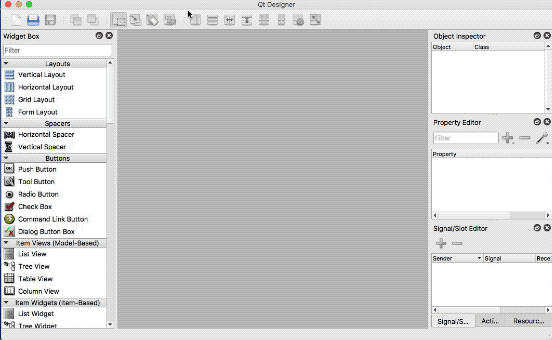 Qt Designer
Widget Box
Filter
Layouts
Vertical Layout
Horizontal Layout
Grid Layout
Form Layout
Spacers
Horizontal Spacer
Vertical Spacer
Buttons
Push Button
Tool Button
Radio Button
Check Box
Command Link Button
Dialog Button Box
Item Views (Model-Based)
List View
Tree View
Table View
Column View
Item Widgets (Item-Based)
List Widget
Tree Widget
Object Inspector
Object Class
Property Editor
Filter
Property
Signal/Slot Editor
Sender Signal Recei
Signal/S... Acti... Resourc...